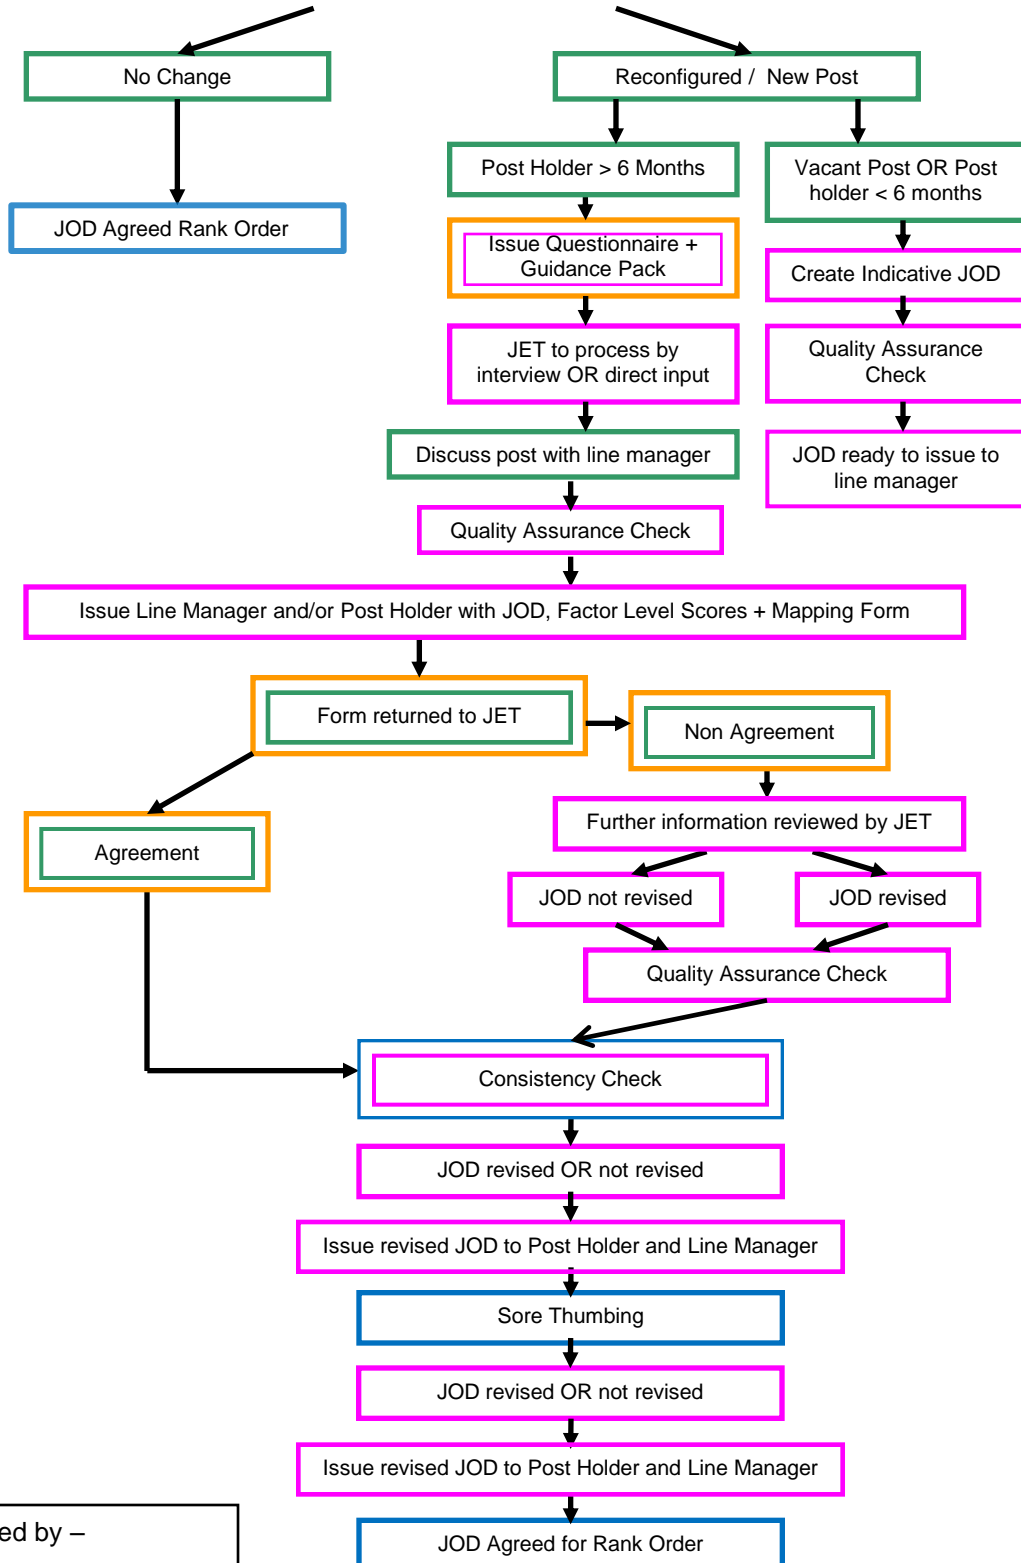 No Change
Reconfigured /  New Post
Post Holder > 6 Months
Vacant Post OR Post
holder < 6 months
JOD Agreed Rank Order
Issue Questionnaire +
Guidance Pack
Create Indicative JOD
JET to process by
interview OR direct input
Quality Assurance
Check
Discuss post with line manager
JOD ready to issue to
line manager
Quality Assurance Check
Issue Line Manager and/or Post Holder with JOD, Factor Level Scores + Mapping Form
Form returned to JET
Non Agreement
Agreement
Further information reviewed by JET
JOD not revised
JOD revised
Quality Assurance Check
Consistency Check
JOD revised OR not revised
Issue revised JOD to Post Holder and Line Manager
Sore Thumbing
JOD revised OR not revised
Issue revised JOD to Post Holder and Line Manager
ed by –
JOD Agreed for Rank Order